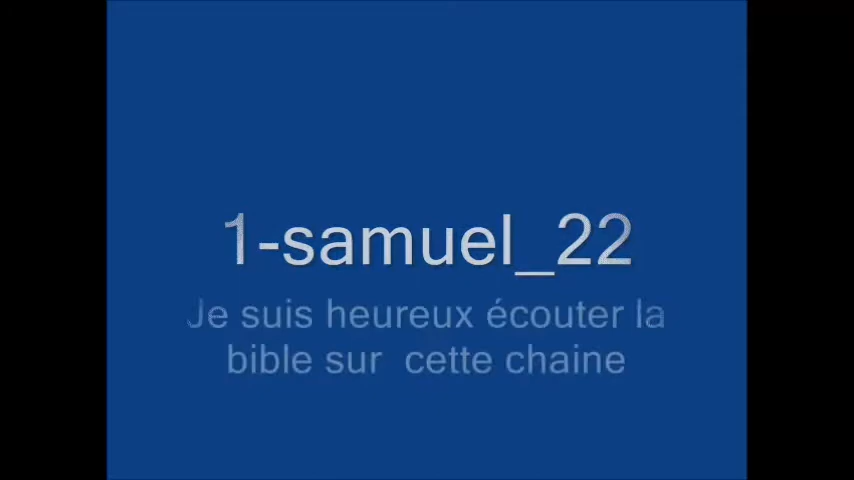 1-samuel_22
Je suis heureux écouter la
bible sur  cette chaine